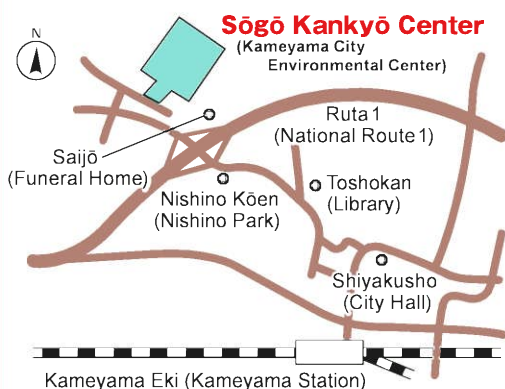 Sōgō Kankyō Center
(Kameyama City
Environmental Center)
N
Ruta 1
(National Route 1)
Saijō
(Funeral Home)
Nishino Kōen
(Nishino Park)
Toshokan
(Library)
Shiyakusho
(City Hall)
Kameyama Eki (Kameyama Station)